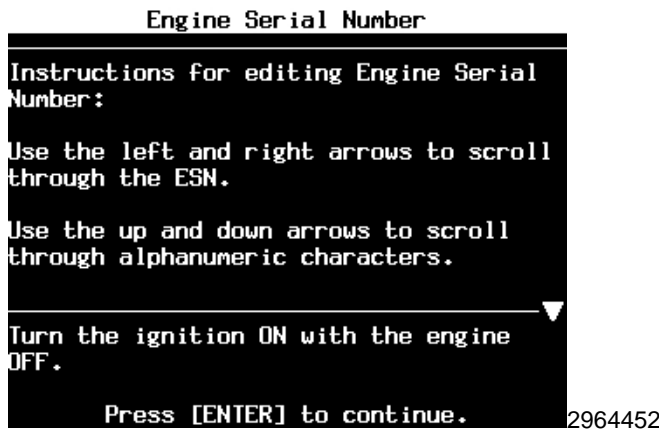 Engine Serial Number
Instructions for editing Engine Serial
Number:
Use the left and right arrows to scroll
through the ESN.
Use the up and down arrows to scroll
through alphanumeric characters.
Turn the ignition ON with the engine
OFF.
Press [ENTER] to continue.
2964452